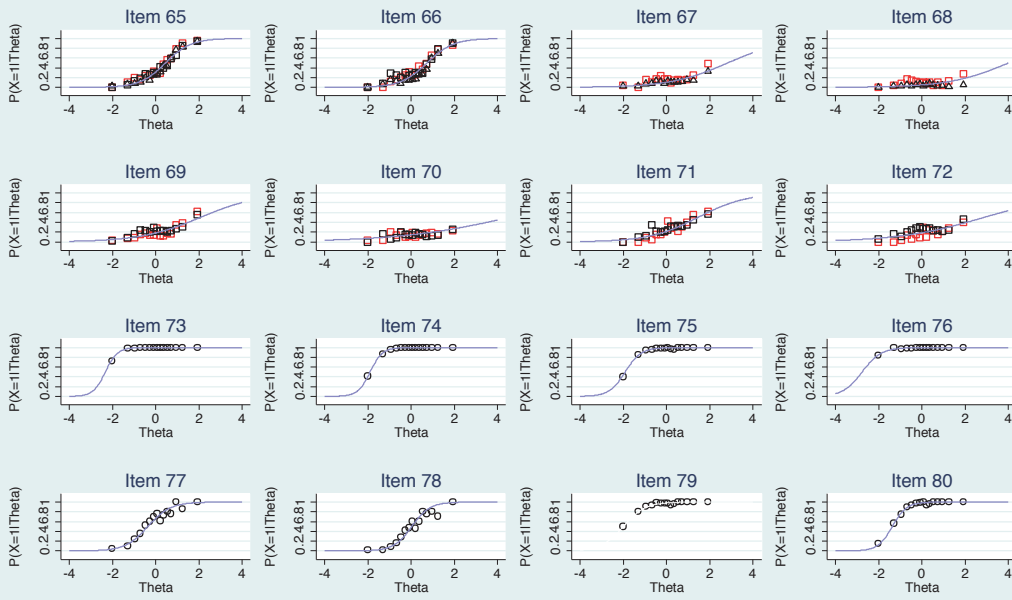 Item 65 Item 66 Item 67 Item 68
P(X=1|Theta) P(X=1|Theta) P(X=1|Theta) P(X=1|Theta)
0.2.4.6.81 0.2.4.6.81 0.2.4.6.81 0.2.4.6.81
-4 -2 0 2 4 -4 -2 0 2 4 -4 -2 0 2 4 -4 -2 0 2 4
Theta Theta Theta Theta
Item 69 Item 70 Item 71 Item 72
P(X=1|Theta) P(X=1|Theta) P(X=1|Theta) P(X=1|Theta)
0.2.4.6.81 0.2.4.6.81 0.2.4.6.81 0.2.4.6.81
-4 -2 0 2 4 -4 -2 0 2 4 -4 -2 0 2 4 -4 -2 0 2 4
Theta Theta Theta Theta
Item 73 Item 74 Item 75 Item 76
P(X=1|Theta) P(X=1|Theta) P(X=1|Theta) P(X=1|Theta)
0.2.4.6.81 0.2.4.6.81 0.2.4.6.81 0.2.4.6.81
-4 -2 0 2 4 -4 -2 0 2 4 -4 -2 0 2 4 -4 -2 0 2 4
Theta Theta Theta Theta
Item 77 Item 78 Item 79 Item 80
P(X=1|Theta) P(X=1|Theta) P(X=1|Theta) P(X=1|Theta)
0.2.4.6.81 0.2.4.6.81 0.2.4.6.81 0.2.4.6.81
-4 -2 0 2 4 -4 -2 0 2 4 -4 -2 0 2 4 -4 -2 0 2 4
Theta Theta Theta Theta